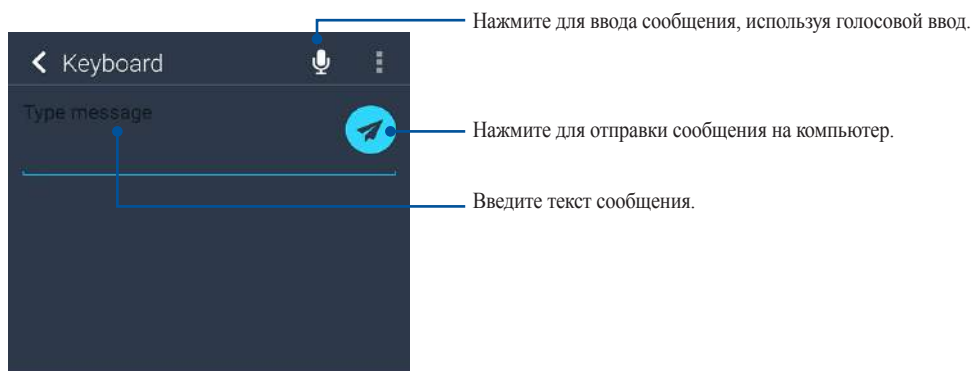 Нажмите для ввода сообщения, используя голосовой ввод.
Keyboard
Type message
Нажмите для отправки сообщения на компьютер.
Введите текст сообщения.